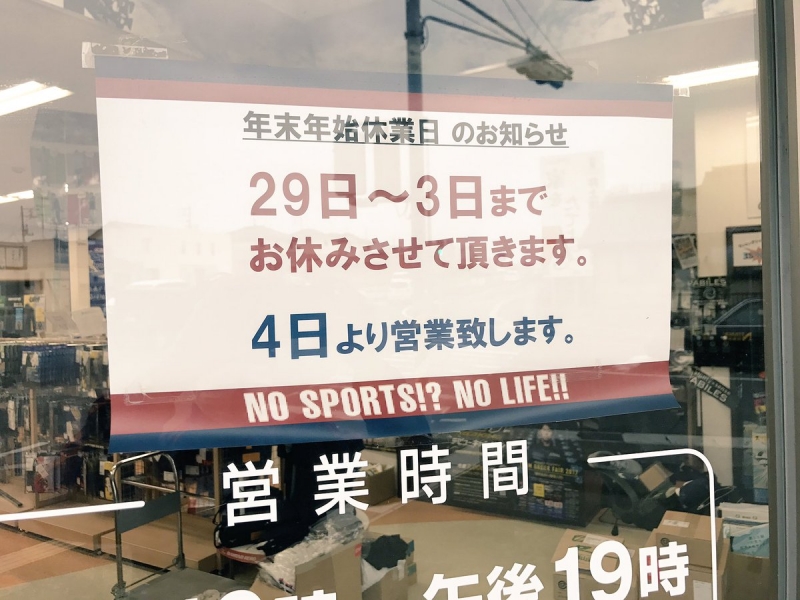 年末年始休業日 のお知らせ
29日～3日まで
お休みさせて頂きます。
4日より営業致します。
NO SPORTS!? NO LIFE!!
営業時間
午後19時